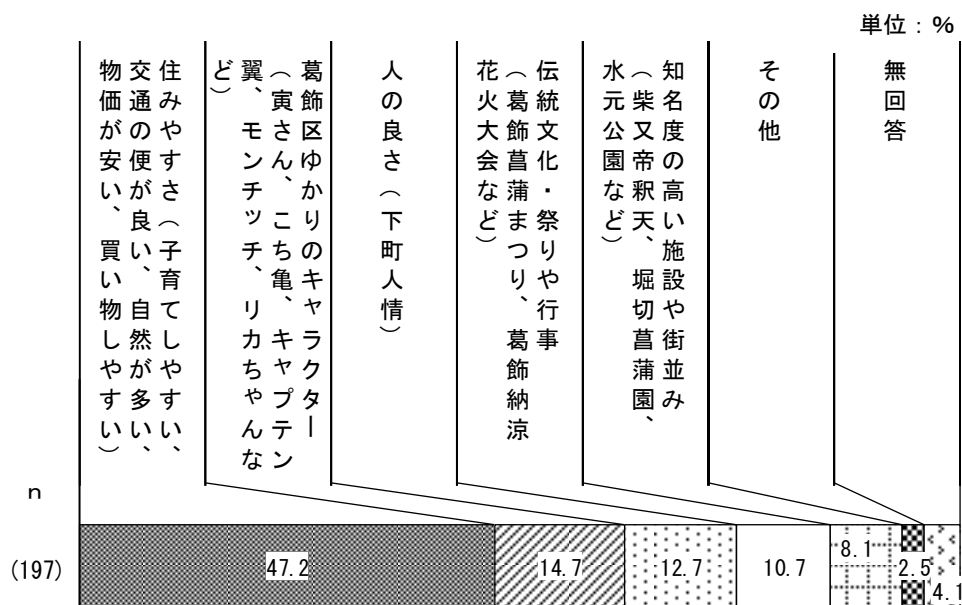 単位：％
住みやすさ（子育てしやすい、
交通の便が良い、自然が多い、
物価が安い、買い物しやすい）
葛飾区ゆかりのキャラクター
（寅さん、こち亀、キャプテン
翼、モンチッチ、リカちゃんな
ど）
人の良さ（下町人情）
伝統文化・祭りや行事
（葛飾菖蒲まつり、葛飾納涼
花火大会など）
知名度の高い施設や街並み
（柴又帝釈天、堀切菖蒲園、
水元公園など）
その他
無回答
n
(197)
47.2
14.7
12.7
10.7
8.1
2.5
4.1